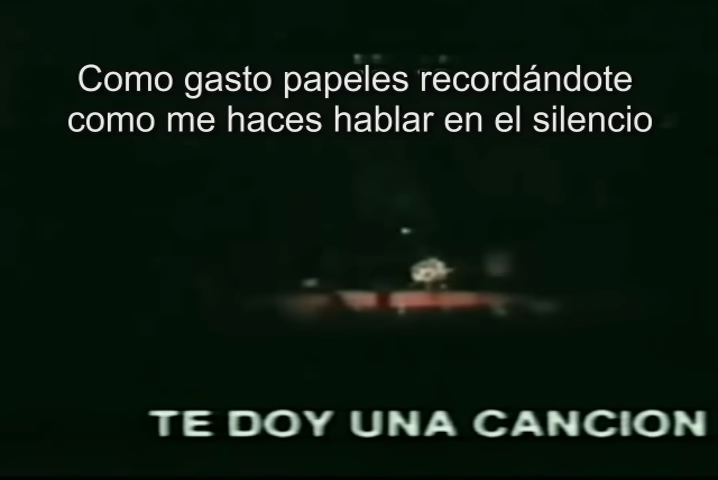 Como gasto papeles recordándote
como me haces hablar en el silencio
TE DOY UNA CANCION